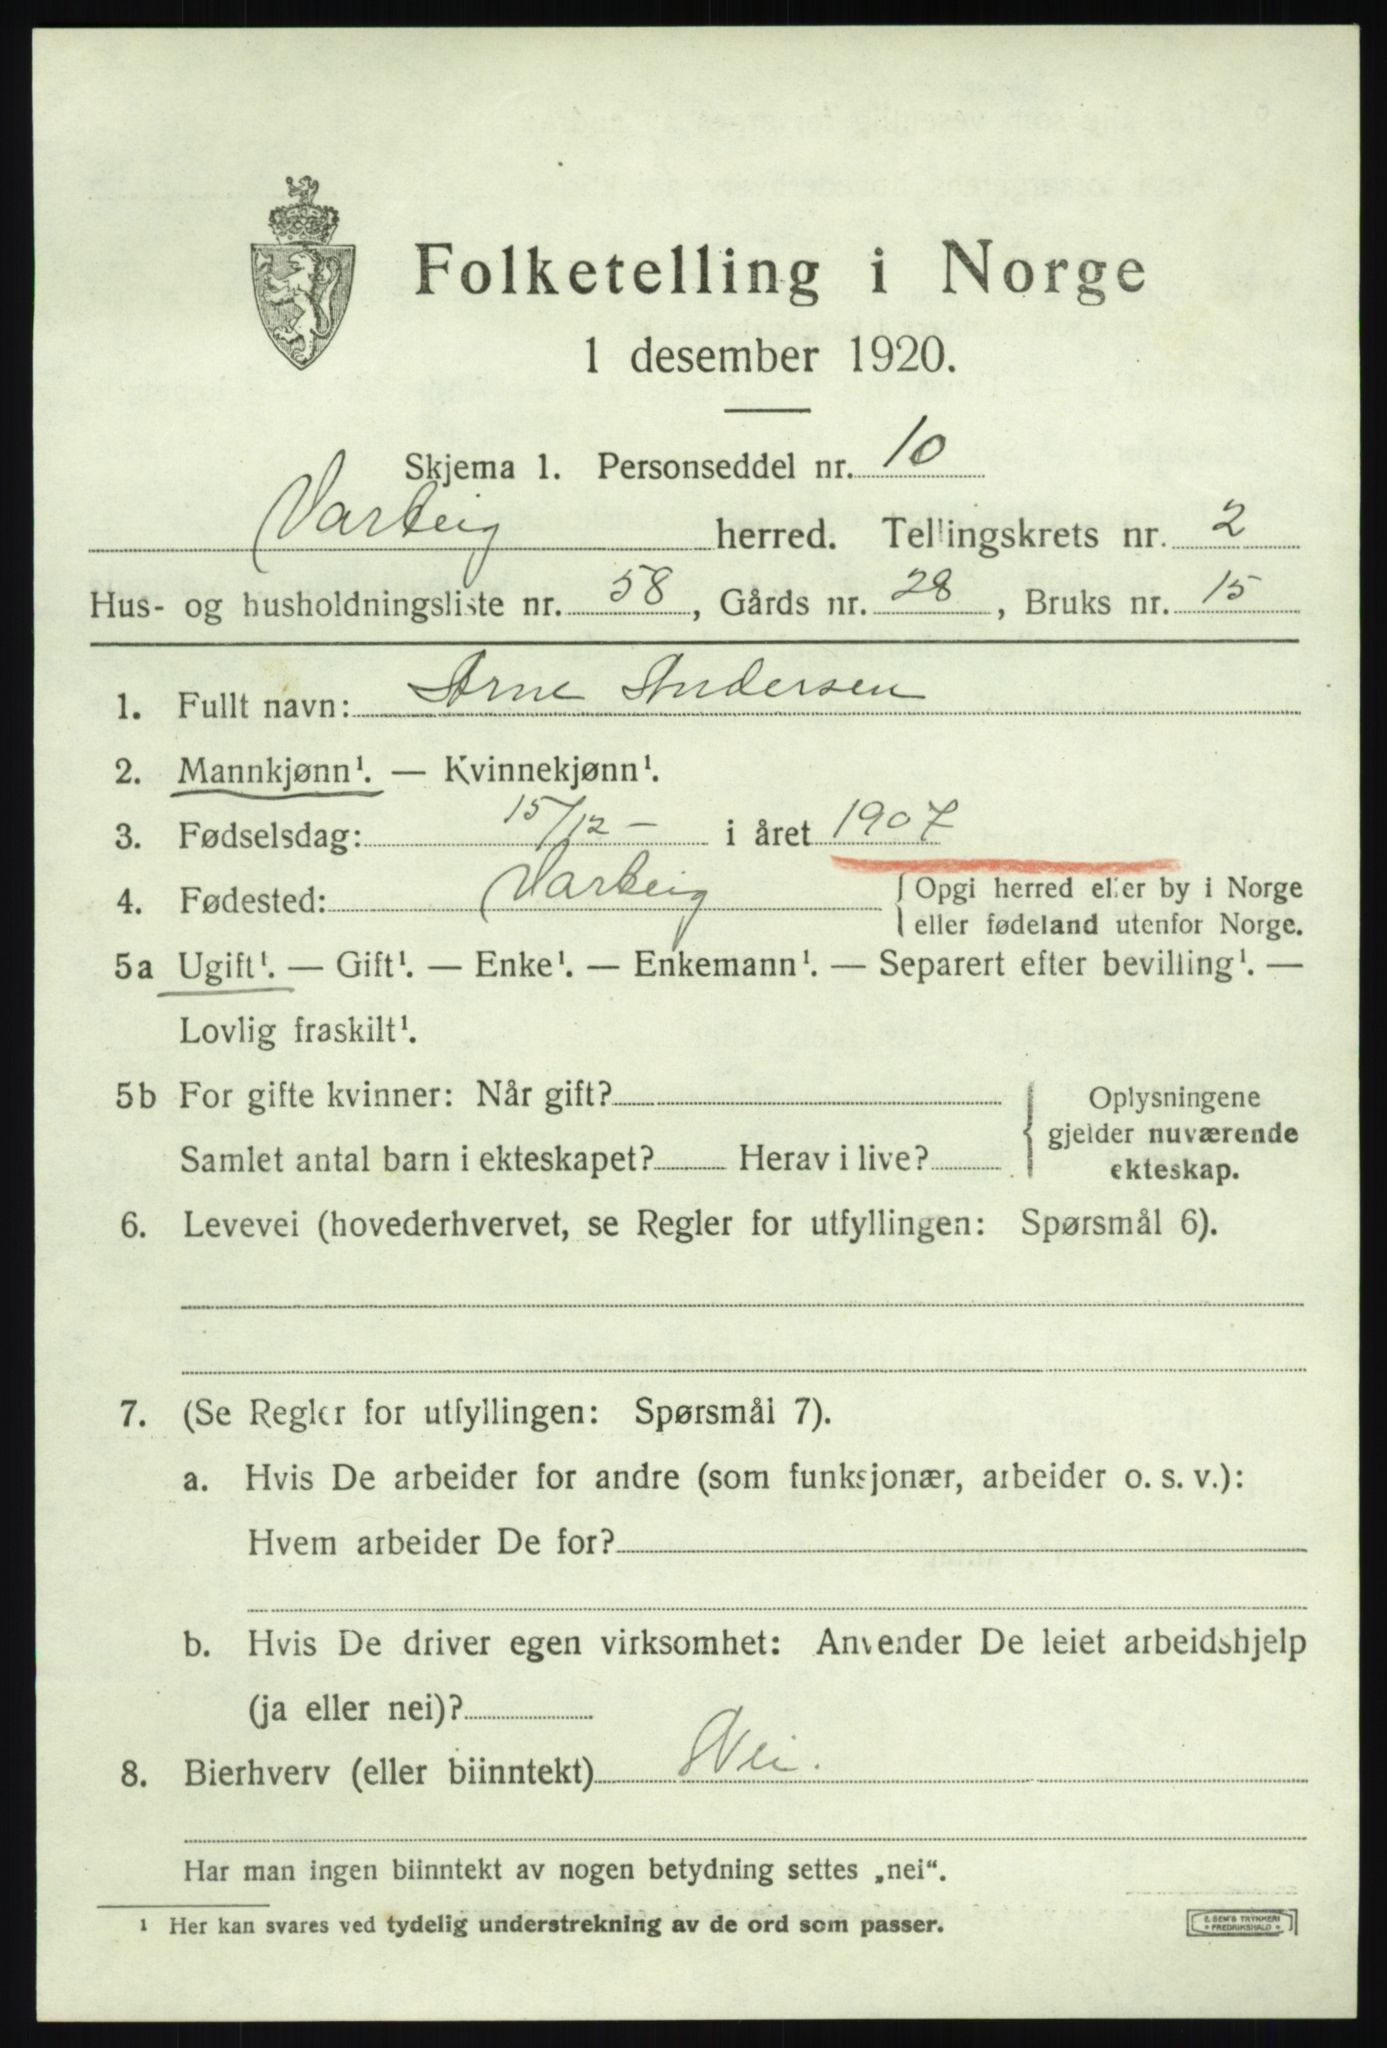 Folketelling i Norge
1 desember 1920.
Skjema 1. Personseddel nr. 10
Varteig herred. Tellingskrets nr. 2
Hus- og husholdningsliste nr. 58, Gårds nr. 28, Bruks nr. 15
1. Fullt navn: Arne Andersen
2. Mannkjønn¹. — Kvinnekjønn¹.
3. Fødselsdag: 15/12 - i året 1907
4. Fødested: Varteig { Opgi herred eller by i Norge
eller fødeland utenfor Norge.
5a Ugift¹. — Gift¹. — Enke¹. — Enkemann¹. — Separert efter bevilling¹. —
Lovlig fraskilt¹.
5b For gifte kvinner: Når gift?
Samlet antal barn i ekteskapet? Herav i live?
{ Oplysningene
gjelder nuværende
ekteskap.
6. Levevei (hovederhvervet, se Regler for utfyllingen: Spørsmål 6).
7. (Se Regler for utfyllingen: Spørsmål 7).
a. Hvis De arbeider for andre (som funksjonær, arbeider o. s. v.):
Hvem arbeider De for?
b. Hvis De driver egen virksomhet: Anvender De leiet arbeidshjelp
(ja eller nei)?
8. Bierhverv (eller biinntekt) Nei.
Har man ingen biinntekt av nogen betydning settes „nei“.
¹ Her kan svares ved tydelig understrekning av de ord som passer.
E. SEM'S TRYKKERI
* FREDRIKSHALD *